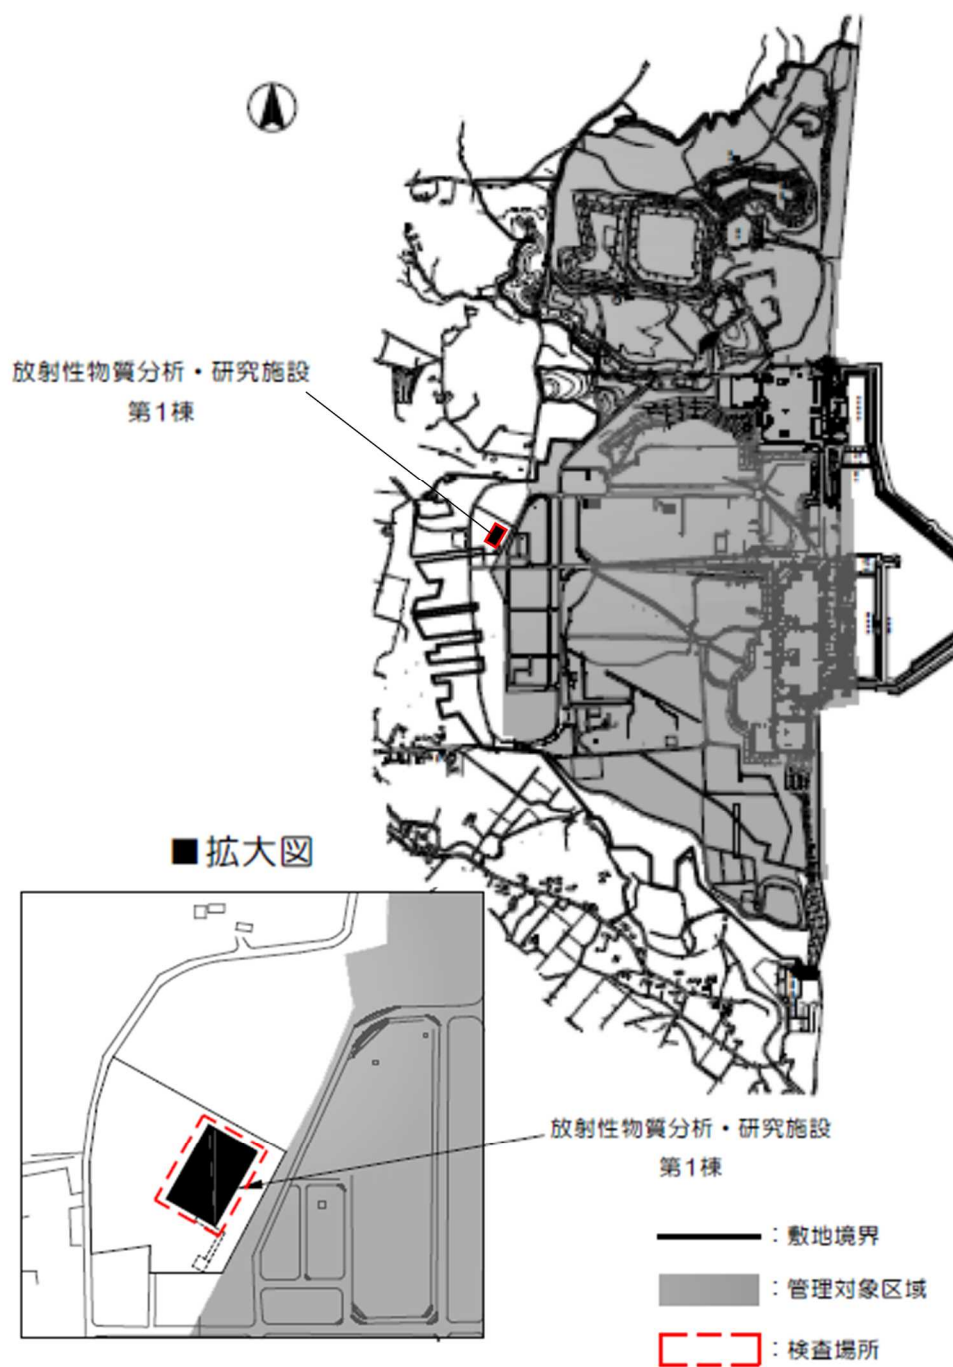 放射性物質分析・研究施設
第1棟
■拡大図
放射性物質分析・研究施設
第1棟
：敷地境界
：管理対象区域
：検査場所